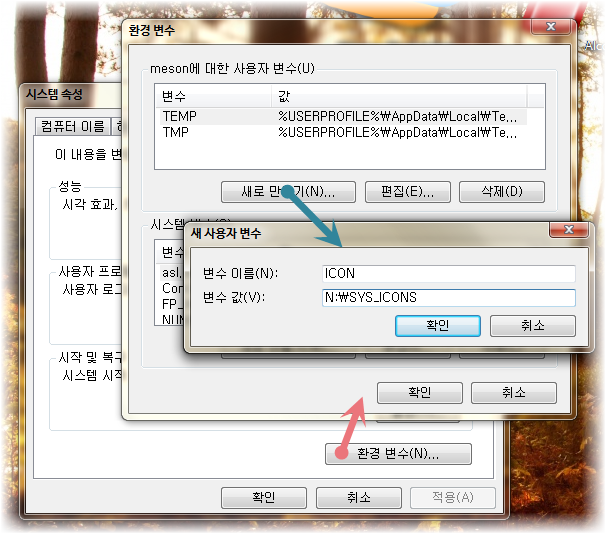 환경 변수
meson에 대한 사용자 변수(U)
변수 값
TEMP %USERPROFILE%₩AppData₩Local₩Te...
TMP %USERPROFILE%₩AppData₩Local₩Te...
새로 만기(N)... 편집(E)... 삭제(D)
시스템 속성
컴퓨터 이름
이 내용을 변
성능
시각 효과,
사용자 프로
사용자 로그
시작 및 복구
시스템 시작
시스템
변수
asl,
Con
FP_
새 사용자 변수
변수 이름(N): ICON
변수 값(V): N:₩SYS_ICONS
확인 취소
확인 취소
환경 변수(N)...
확인 취소 적용(A)